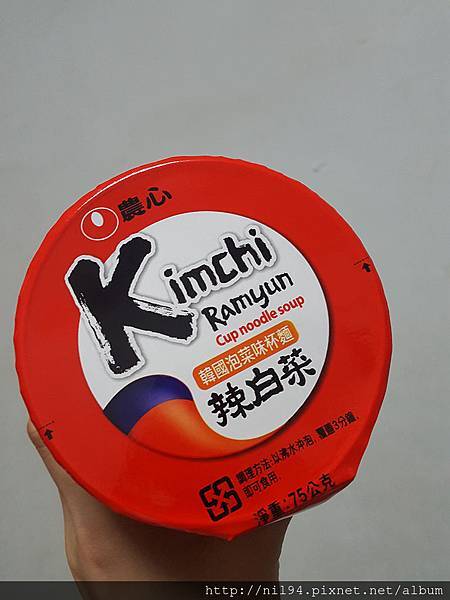 農心
Kimchi
Ramyun
Cup noodle soup
韓國泡菜味杯麵
辣白菜
調理方法:以沸水沖泡,覆蓋3分鐘,
即可食用.
淨重:75公克
http://nil94.pixnet.net/album